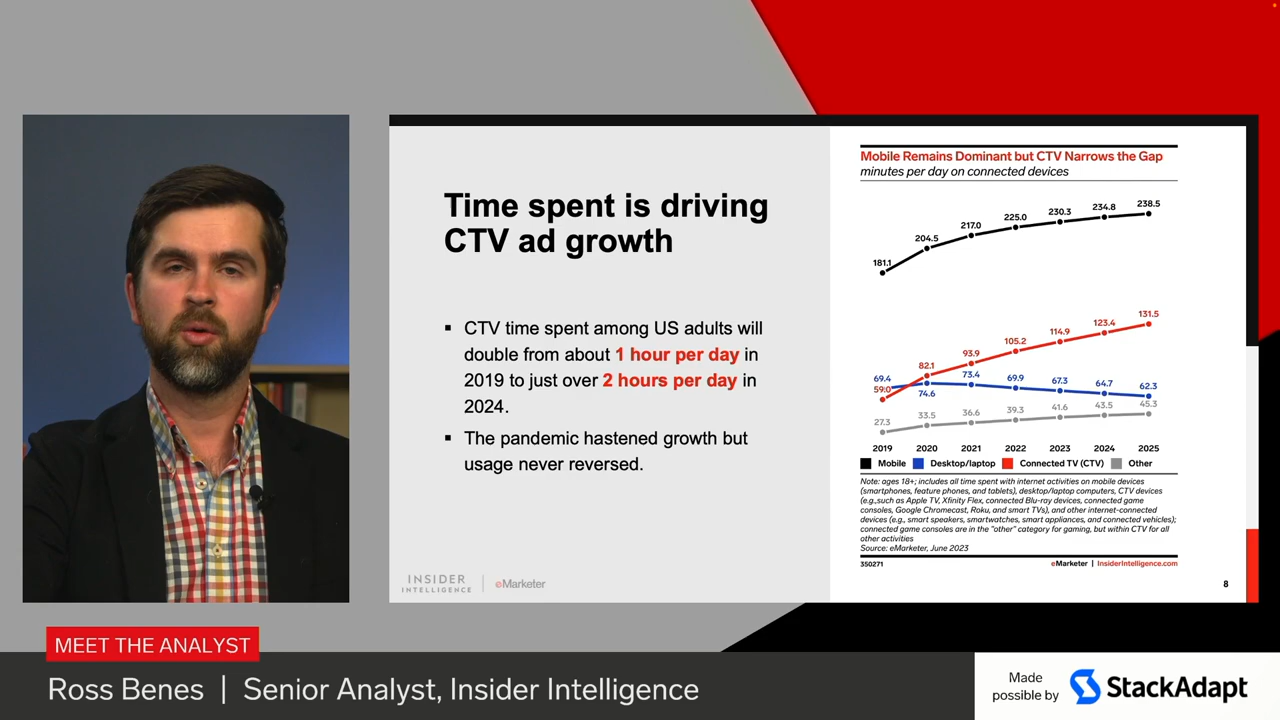 Time spent is driving
CTV ad growth
▪ CTV time spent among US adults will
double from about 1 hour per day in
2019 to just over 2 hours per day in
2024.
▪ The pandemic hastened growth but
usage never reversed.
INSIDER
INTELLIGENCE
eMarketer
Mobile Remains Dominant but CTV Narrows the Gap
minutes per day on connected devices
181.1 204.5 217.0 225.0 230.3 234.8 238.5
59.0 82.1 93.9 105.2 114.9 123.4 131.5
69.4 74.6 73.4 69.9 67.3 64.7 62.3
27.3 33.5 36.6 39.3 41.6 43.5 45.3
2019 2020 2021 2022 2023 2024 2025
Mobile Desktop/laptop Connected TV (CTV) Other
Note: ages 18+; includes all time spent with internet activities on mobile devices
(smartphones, feature phones, and tablets), desktop/laptop computers, CTV devices
(e.g.,such as Apple TV, Xfinity Flex, connected Blu-ray devices, connected game
consoles, Google Chromecast, Roku, and smart TVs), and other internet-connected
devices (e.g., smart speakers, smartwatches, smart appliances, and connected vehicles);
connected game consoles are in the "other" category for gaming, but within CTV for all
other activities
Source: eMarketer, June 2023
350271
eMarketer | InsiderIntelligence.com
8
MEET THE ANALYST
Ross Benes | Senior Analyst, Insider Intelligence
Made
possible by
StackAdapt